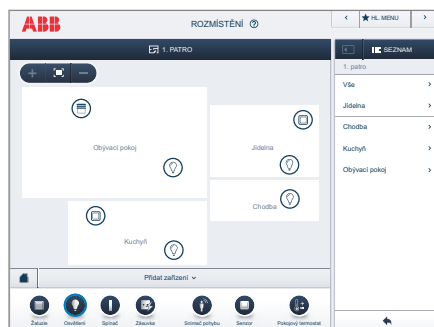 ABB
ROZMÍSTĚNÍ
HL. MENU
1. PATRO
SEZNAM
1. patro
Vše
Jídelna
Chodba
Kuchyň
Obývací pokoj
Obývací pokoj
Jídelna
Chodba
Kuchyň
Přidat zařízení
Žaluzie
Osvětlení
Spínač
Zásuvka
Snímač pohybu
Senzor
Pokojový termostat